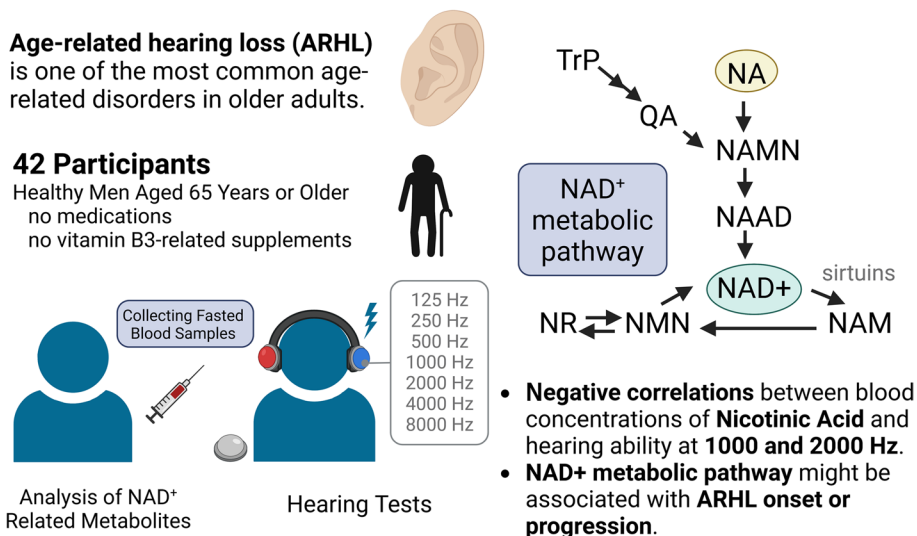 Age-related hearing loss (ARHL)
is one of the most common age-
related disorders in older adults.
42 Participants
Healthy Men Aged 65 Years or Older
no medications
no vitamin B3-related supplements
Collecting Fasted
Blood Samples
125 Hz
250 Hz
500 Hz
1000 Hz
2000 Hz
4000 Hz
8000 Hz
Analysis of NAD⁺
Related Metabolites
Hearing Tests
TrP
QA
NA
NAMN
NAAD
NAD⁺
metabolic
pathway
NAD+
sirtuins
NR
NMN
NAM
• Negative correlations between blood
concentrations of Nicotinic Acid and
hearing ability at 1000 and 2000 Hz.
• NAD+ metabolic pathway might be
associated with ARHL onset or
progression.